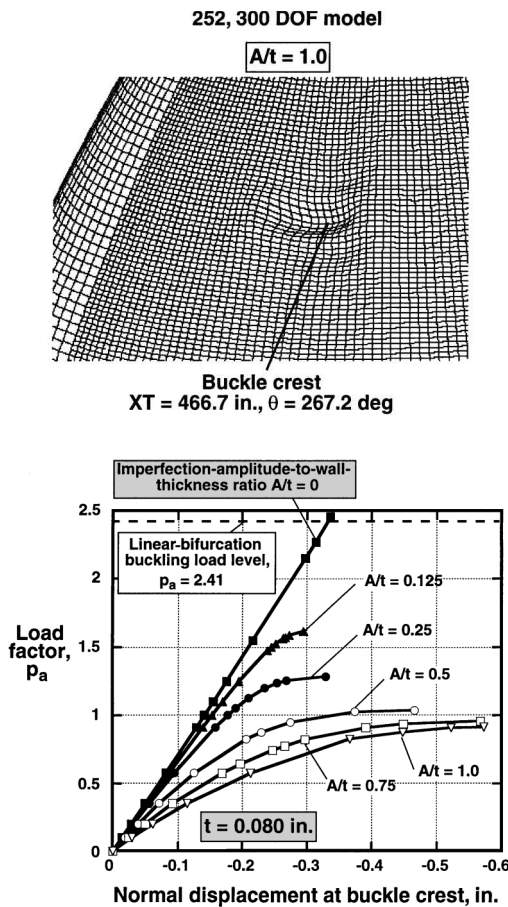 252, 300 DOF model
A/t = 1.0
Buckle crest
XT = 466.7 in., θ = 267.2 deg
Imperfection-amplitude-to-wall-
thickness ratio A/t = 0
2.5
Linear-bifurcation
buckling load level,
pa = 2.41
2
A/t = 0.125
1.5
Load
factor,
pa
A/t = 0.25
A/t = 0.5
1
0.5
A/t = 0.75
A/t = 1.0
t = 0.080 in.
0
0 -0.1 -0.2 -0.3 -0.4 -0.5 -0.6
Normal displacement at buckle crest, in.